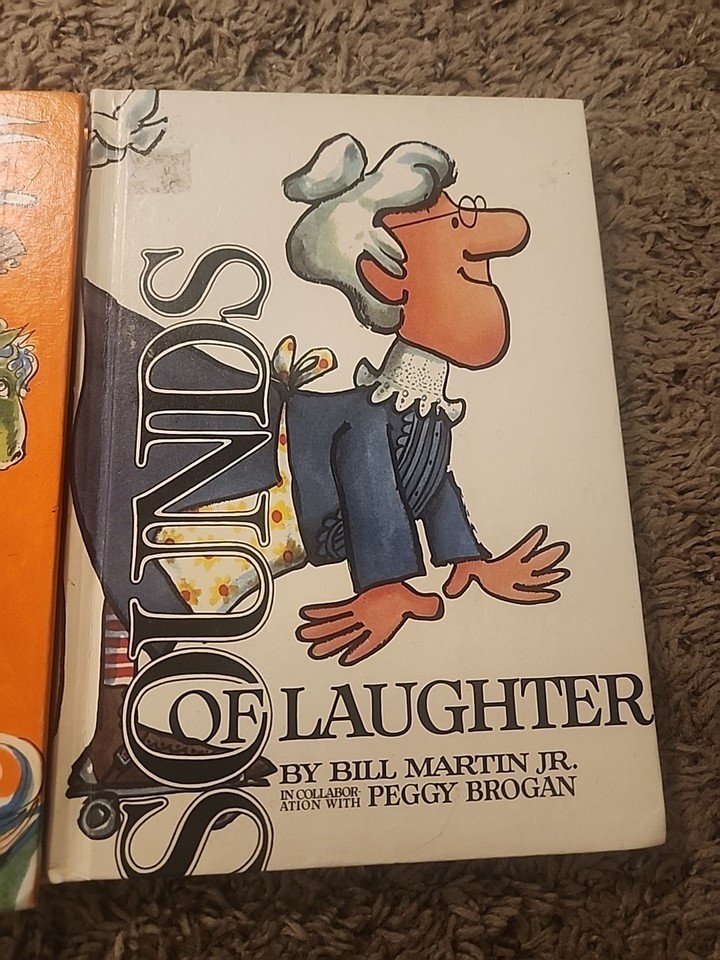 SOUNDS
OF LAUGHTER
BY BILL MARTIN JR.
IN COLLABOR-
ATION WITH PEGGY BROGAN